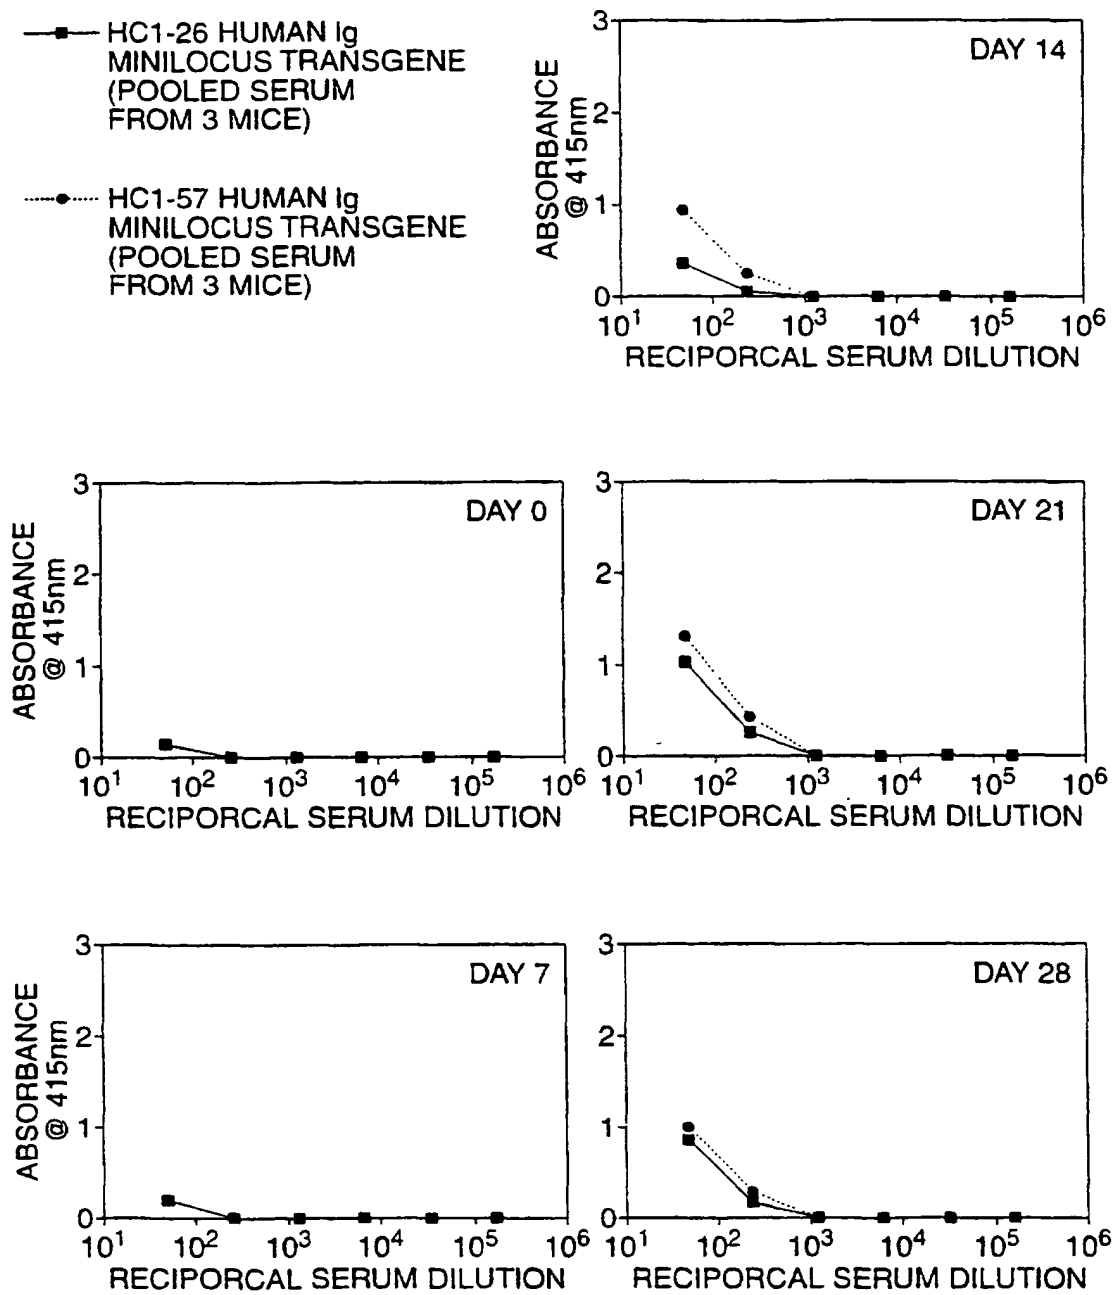 HC1-26 HUMAN Ig
MINILOCUS TRANSGENE
(POOLED SERUM
FROM 3 MICE)
HC1-57 HUMAN Ig
MINILOCUS TRANSGENE
(POOLED SERUM
FROM 3 MICE)
DAY 14
ABSORBANCE
@ 415nm
3
2
1
0
10¹ 10² 10³ 10⁴ 10⁵ 10⁶
RECIPORCAL SERUM DILUTION
DAY 0
ABSORBANCE
@ 415nm
3
2
1
0
10¹ 10² 10³ 10⁴ 10⁵ 10⁶
RECIPORCAL SERUM DILUTION
DAY 21
3
2
1
0
10¹ 10² 10³ 10⁴ 10⁵ 10⁶
RECIPORCAL SERUM DILUTION
DAY 7
ABSORBANCE
@ 415nm
3
2
1
0
10¹ 10² 10³ 10⁴ 10⁵ 10⁶
RECIPORCAL SERUM DILUTION
DAY 28
3
2
1
0
10¹ 10² 10³ 10⁴ 10⁵ 10⁶
RECIPORCAL SERUM DILUTION